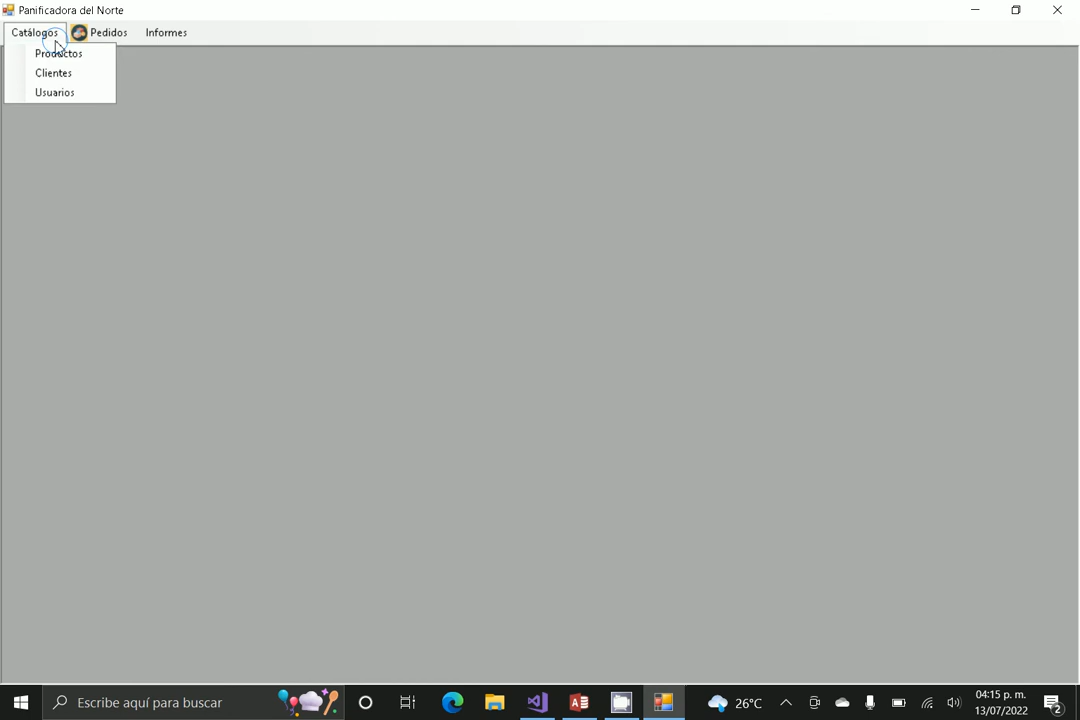 Panificadora del Norte
Catálogos Pedidos Informes
Productos
Clientes
Usuarios
Escribe aquí para buscar
26°C
04:15 p. m.
13/07/2022
2